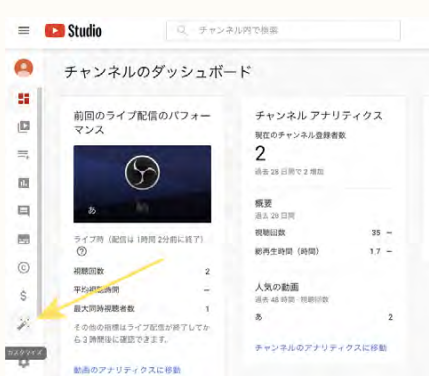 Studio
チャンネル内で検索
チャンネルのダッシュボード
前回のライブ配信のパフォー
マンス
あ
ライブ時（配信は 1時間 2分前に終了）
視聴回数 2
平均視聴時間 –
最大同時視聴者数 1
その他の指標はライブ配信が終了してか
ら 3 時間後に確認できます。
動画のアナリティクスに移動
チャンネル アナリティクス
現在のチャンネル登録者数
2
過去 28 日間で 2 増加
概要
過去 28 日間
視聴回数 35 –
総再生時間（時間） 1.7 –
人気の動画
過去 48 時間・視聴回数
あ 2
チャンネルのアナリティクスに移動
カスタマイズ